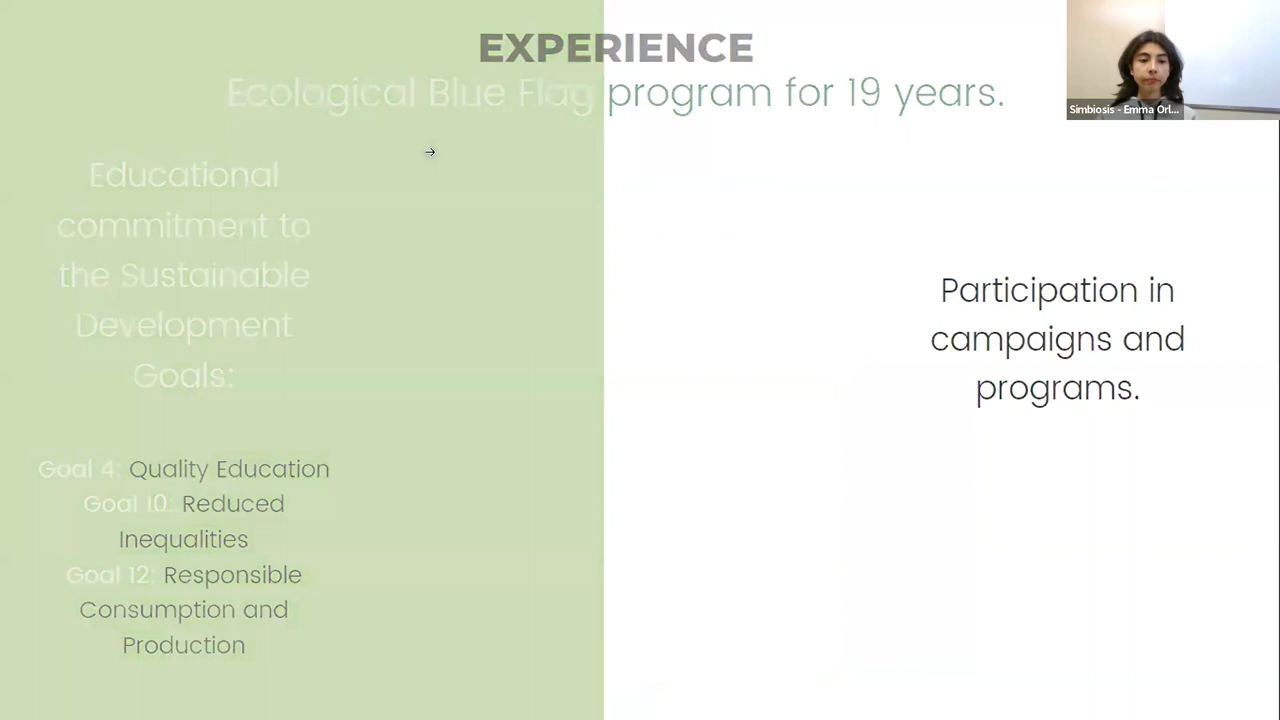 EXPERIENCE
Ecological Blue Flag program for 19 years.
Simbiosis - Emma Orl...
Educational
commitment to
the Sustainable
Development
Goals:
Participation in
campaigns and
programs.
Goal 4: Quality Education
Goal 10: Reduced
Inequalities
Goal 12: Responsible
Consumption and
Production